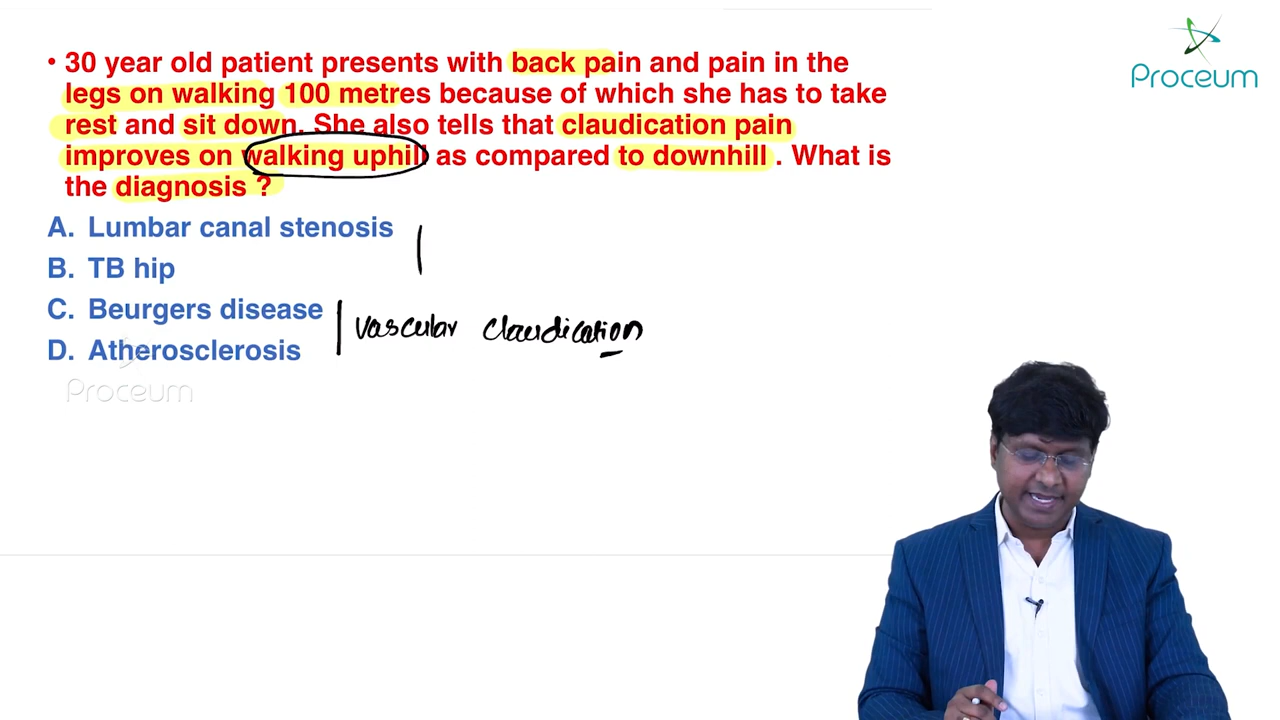 • 30 year old patient presents with back pain and pain in the
legs on walking 100 metres because of which she has to take
rest and sit down. She also tells that claudication pain
improves on walking uphill as compared to downhill . What is
the diagnosis ?
Proceum
A. Lumbar canal stenosis
B. TB hip
C. Beurgers disease
D. Atherosclerosis
vascular claudication
Proceum